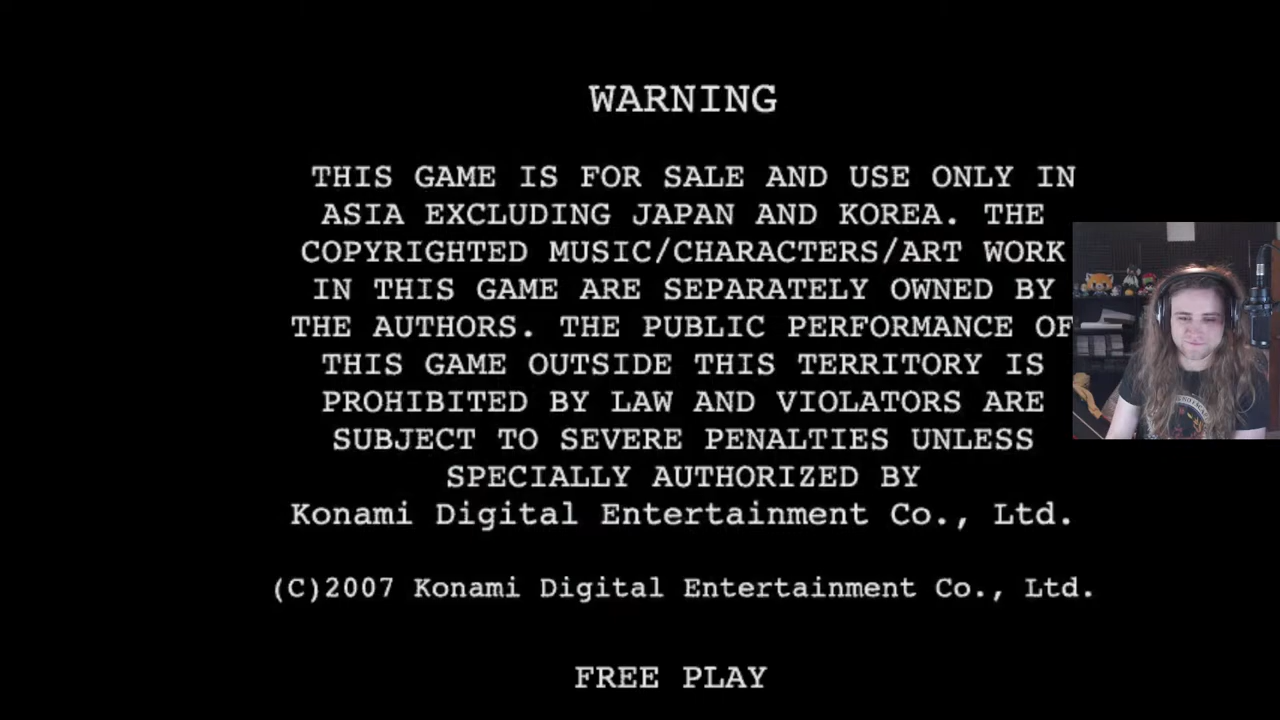 WARNING
THIS GAME IS FOR SALE AND USE ONLY IN
ASIA EXCLUDING JAPAN AND KOREA. THE
COPYRIGHTED MUSIC/CHARACTERS/ART WORK
IN THIS GAME ARE SEPARATELY OWNED BY
THE AUTHORS. THE PUBLIC PERFORMANCE OF
THIS GAME OUTSIDE THIS TERRITORY IS
PROHIBITED BY LAW AND VIOLATORS ARE
SUBJECT TO SEVERE PENALTIES UNLESS
SPECIALLY AUTHORIZED BY
Konami Digital Entertainment Co., Ltd.
(C)2007 Konami Digital Entertainment Co., Ltd.
FREE PLAY